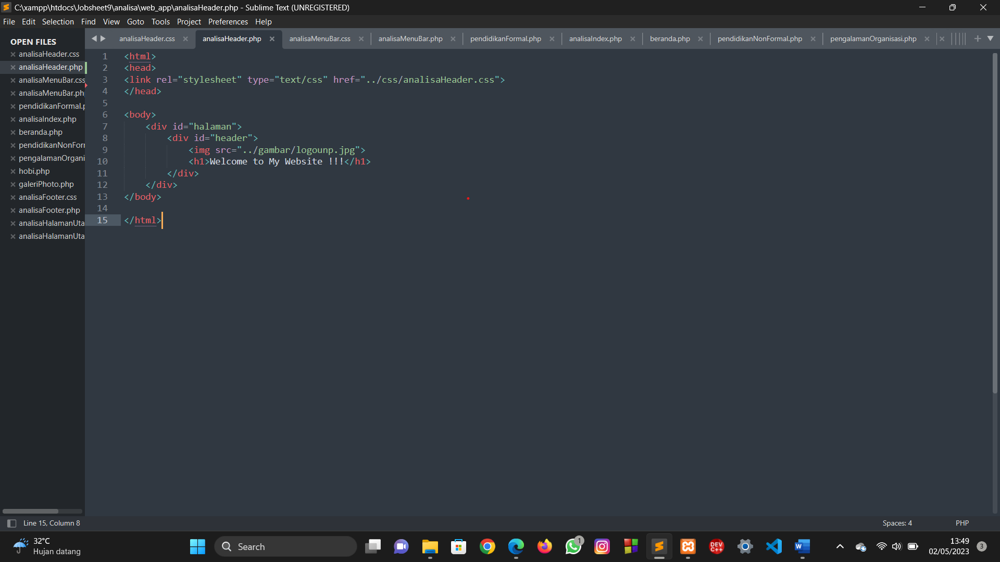 C:\xampp\htdocs\Jobsheet9\analisa\web_app\analisaHeader.php - Sublime Text (UNREGISTERED)
File Edit Selection Find View Goto Tools Project Preferences Help
OPEN FILES
analisaHeader.css
analisaHeader.php
analisaMenuBar.css
analisaMenuBar.ph
pendidikanFormal.p
analisaIndex.php
beranda.php
pendidikanNonForm
pengalamanOrgani
hobi.php
galeriPhoto.php
analisaFooter.css
analisaFooter.php
analisaHalamanUta
analisaHalamanUta
analisaHeader.css analisaHeader.php analisaMenuBar.css analisaMenuBar.php pendidikanFormal.php analisaIndex.php beranda.php pendidikanNonFormal.php pengalamanOrganisasi.php
1 <html>
2 <head>
3 <link rel="stylesheet" type="text/css" href="../css/analisaHeader.css">
4 </head>
5
6 <body>
7     <div id="halaman">
8         <div id="header">
9             <img src="../gambar/logounp.jpg">
10             <h1>Welcome to My Website !!!</h1>
11         </div>
12     </div>
13 </body>
14
15 </html>
Line 15, Column 8
Spaces: 4
PHP
32°C
Hujan datang
Search
1
DEV
C++
W
13:49
02/05/2023
3